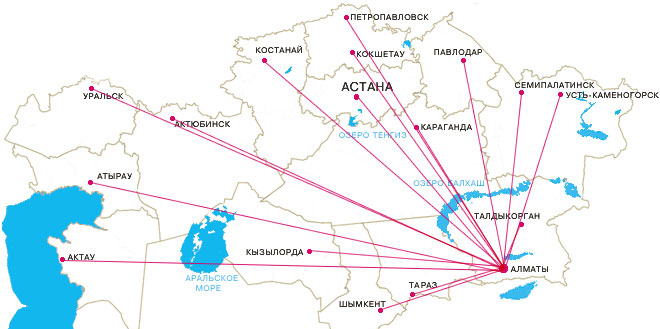 ПЕТРОПАВЛОВСК
КОСТАНАЙ
КОКШЕТАУ
ПАВЛОДАР
АСТАНА
СЕМИПАЛАТИНСК
УСТЬ-КАМЕНОГОРСК
УРАЛЬСК
АКТЮБИНСК
КАРАГАНДА
ОЗЕРО ТЕНГИЗ
АТЫРАУ
ОЗЕРО БАЛХАШ
ТАЛДЫКОРГАН
КЫЗЫЛОРДА
АКТАУ
АЛМАТЫ
АРАЛЬСКОЕ
МОРЕ
ТАРАЗ
ШЫМКЕНТ